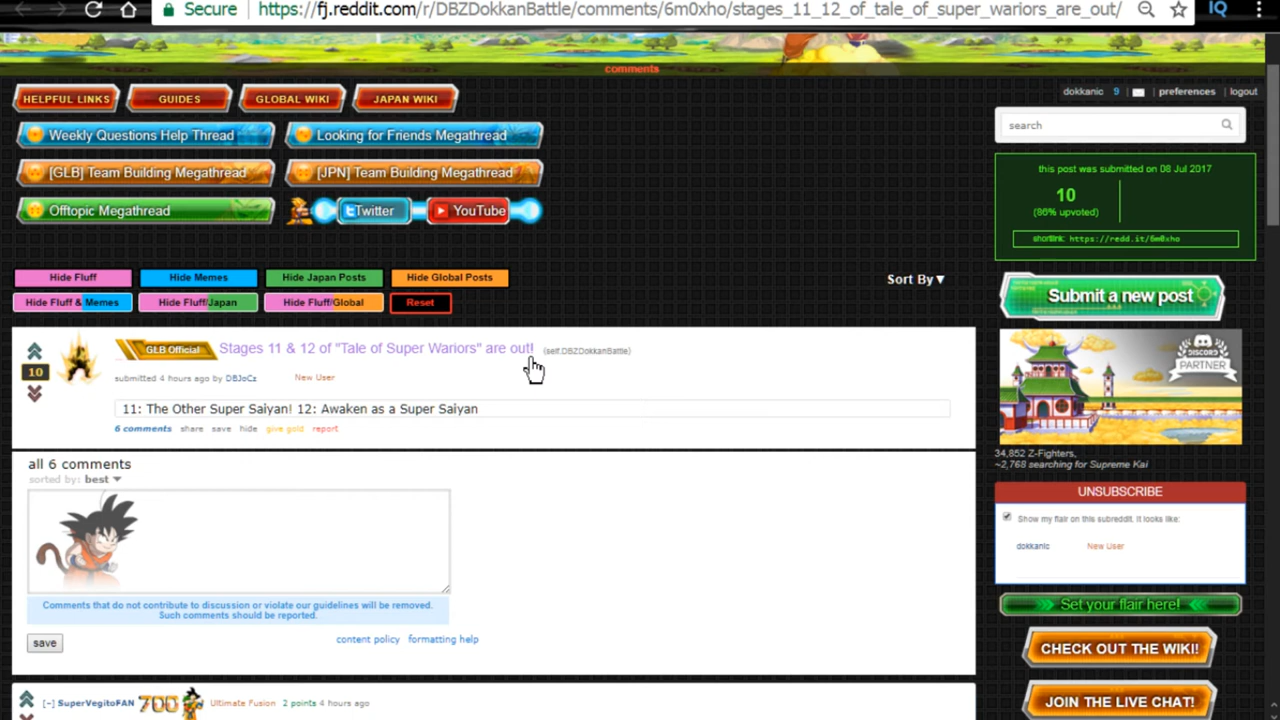 Secure https://fj.reddit.com/r/DBZDokkanBattle/comments/6m0xho/stages_11_12_of_tale_of_super_wariors_are_out/ IQ
comments
HELPFUL LINKS GUIDES GLOBAL WIKI JAPAN WIKI
dokkanic 9 preferences | logout
Weekly Questions Help Thread Looking for Friends Megathread
search
[GLB] Team Building Megathread [JPN] Team Building Megathread
this post was submitted on 08 Jul 2017
10
(86% upvoted)
Offtopic Megathread Twitter YouTube
shortlink: https://redd.it/6m0xho
Hide Fluff Hide Memes Hide Japan Posts Hide Global Posts
Sort By▼
Hide Fluff & Memes Hide Fluff/Japan Hide Fluff/Global Reset
Submit a new post
GLB Official Stages 11 & 12 of "Tale of Super Wariors" are out! (self.DBZDokkanBattle)
10
submitted 4 hours ago by DBJoCz New User
11: The Other Super Saiyan! 12: Awaken as a Super Saiyan
6 comments share save hide give gold report
DISCORD
PARTNER
34,852 Z-Fighters,
~2,768 searching for Supreme Kai
all 6 comments
sorted by: best ▼
UNSUBSCRIBE
Show my flair on this subreddit. It looks like:
dokkanic New User
Comments that do not contribute to discussion or violate our guidelines will be removed.
Such comments should be reported.
Set your flair here!
save content policy formatting help
CHECK OUT THE WIKI!
[–] SuperVegitoFAN 700 Ultimate Fusion 2 points 4 hours ago
JOIN THE LIVE CHAT!